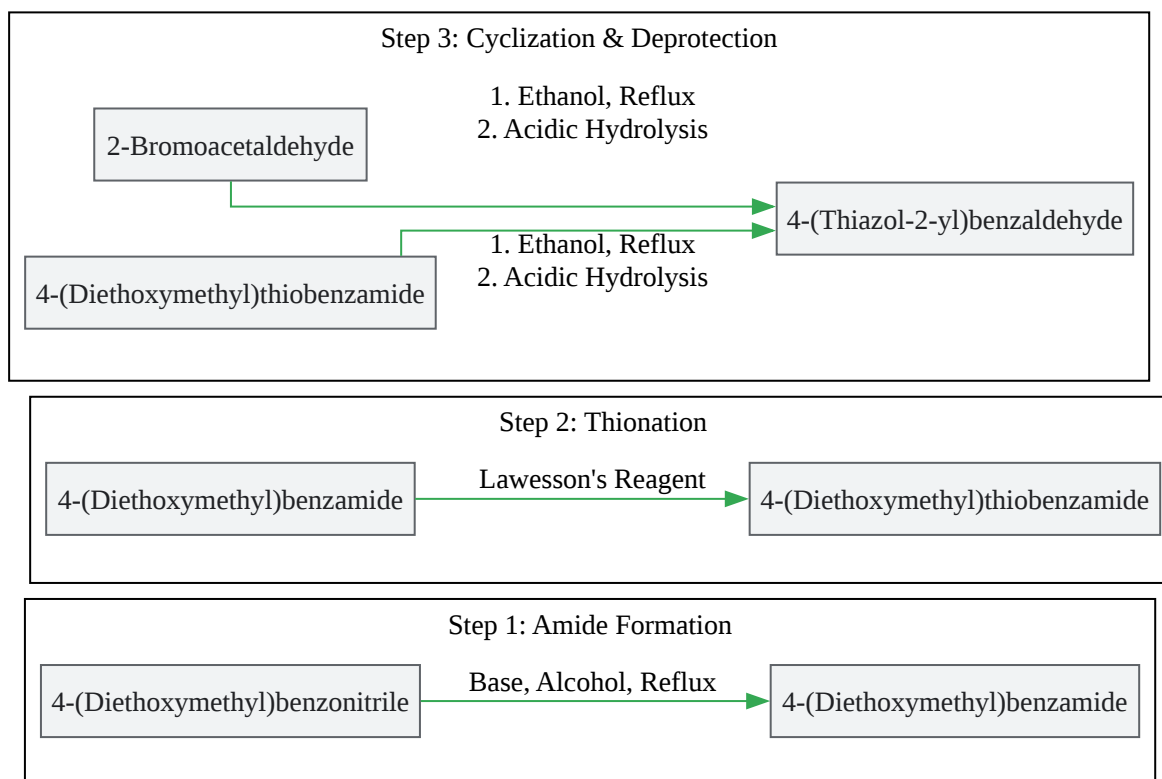 Step 3: Cyclization & Deprotection
1. Ethanol, Reflux
2. Acidic Hydrolysis
2-Bromoacetaldehyde
4-(Thiazol-2-yl)benzaldehyde
1. Ethanol, Reflux
2. Acidic Hydrolysis
4-(Diethoxymethyl)thiobenzamide
Step 2: Thionation
4-(Diethoxymethyl)benzamide
Lawesson's Reagent
4-(Diethoxymethyl)thiobenzamide
Step 1: Amide Formation
4-(Diethoxymethyl)benzonitrile
Base, Alcohol, Reflux
4-(Diethoxymethyl)benzamide